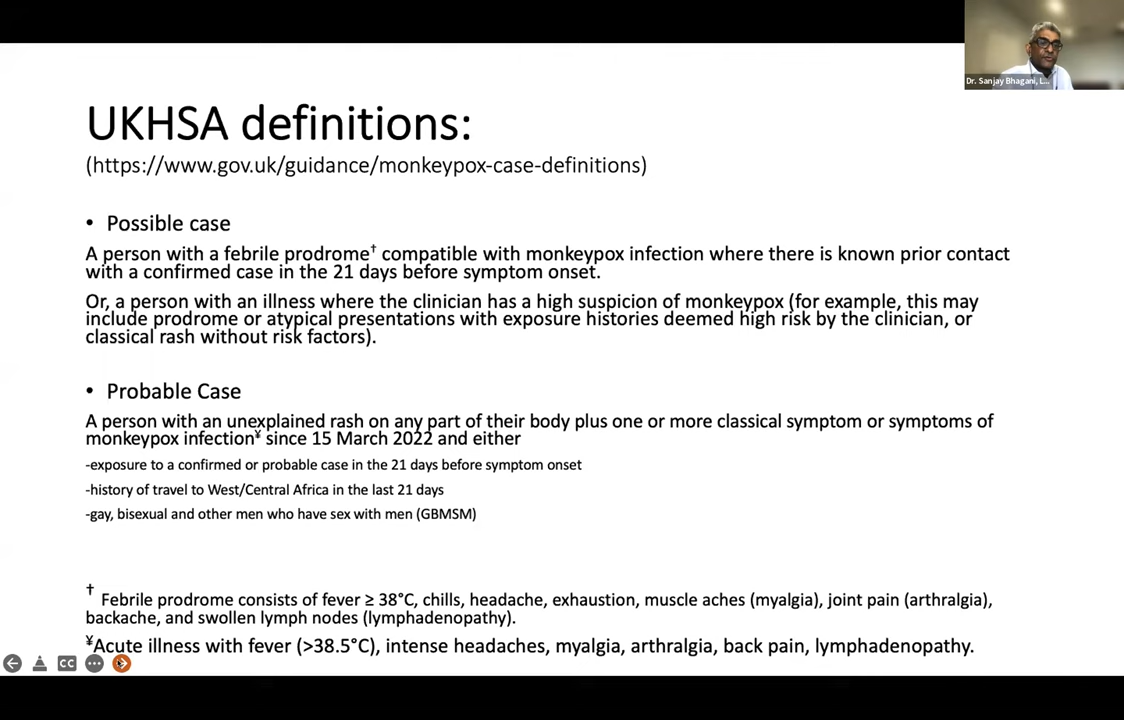 Dr. Sanjay Bhagani, L...
UKHSA definitions:
(https://www.gov.uk/guidance/monkeypox-case-definitions)
• Possible case
A person with a febrile prodrome† compatible with monkeypox infection where there is known prior contact
with a confirmed case in the 21 days before symptom onset.
Or, a person with an illness where the clinician has a high suspicion of monkeypox (for example, this may
include prodrome or atypical presentations with exposure histories deemed high risk by the clinician, or
classical rash without risk factors).
• Probable Case
A person with an unexplained rash on any part of their body plus one or more classical symptom or symptoms of
monkeypox infection¥ since 15 March 2022 and either
-exposure to a confirmed or probable case in the 21 days before symptom onset
-history of travel to West/Central Africa in the last 21 days
-gay, bisexual and other men who have sex with men (GBMSM)
† Febrile prodrome consists of fever ≥ 38°C, chills, headache, exhaustion, muscle aches (myalgia), joint pain (arthralgia),
backache, and swollen lymph nodes (lymphadenopathy).
¥Acute illness with fever (>38.5°C), intense headaches, myalgia, arthralgia, back pain, lymphadenopathy.
CC